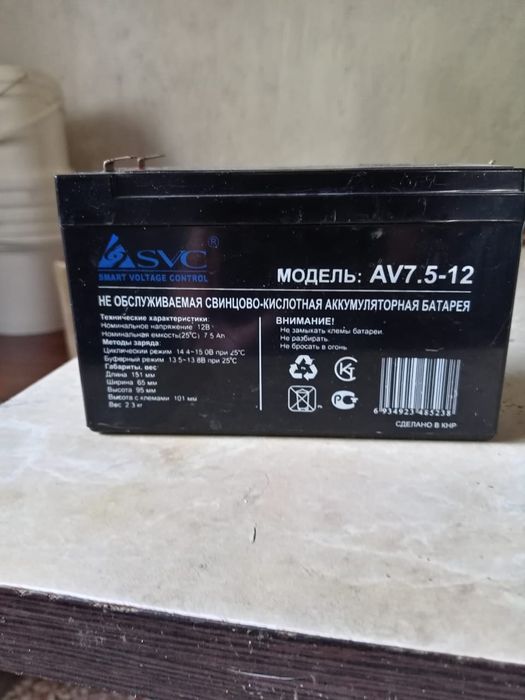 SVC®
SMART VOLTAGE CONTROL
МОДЕЛЬ: AV7.5-12
НЕ ОБСЛУЖИВАЕМАЯ СВИНЦОВО-КИСЛОТНАЯ АККУМУЛЯТОРНАЯ БАТАРЕЯ
Технические характеристики:
Номинальное напряжение 12В
Номинальная емкость(25°C) 7.5 Ah
Методы заряда:
Циклический режим 14.4~15.0В при 25°C
Буферный режим 13.5~13.8В при 25°C
Габариты, вес
Длина 151 мм
Ширина 65 мм
Высота 95 мм
Высота с клемами 101 мм
Вес 2.3 кг
ВНИМАНИЕ!
Не замыкать клемы батареи.
Не разбирать.
Не бросать в огонь.
Pb
6 934923 485238
СДЕЛАНО В КНР